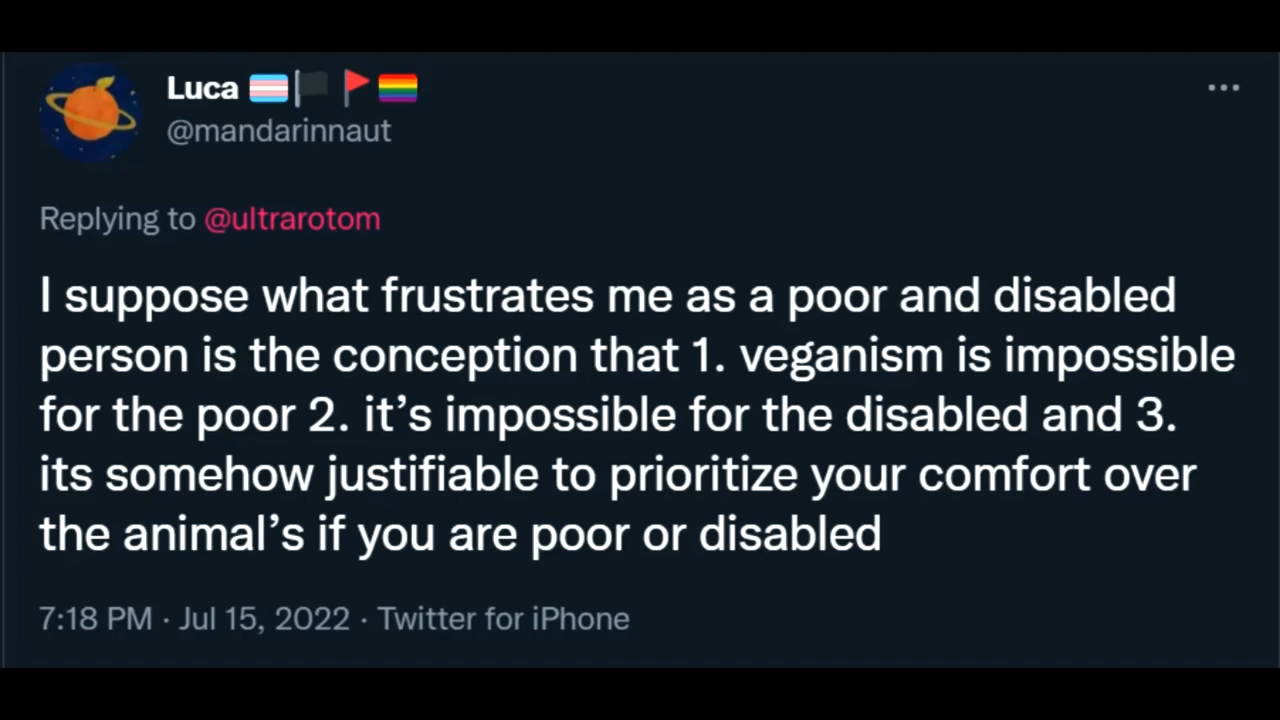 Luca 🏳️‍⚧️🏴🚩🏳️‍🌈
@mandarinnaut
Replying to @ultrarotom
I suppose what frustrates me as a poor and disabled
person is the conception that 1. veganism is impossible
for the poor 2. it’s impossible for the disabled and 3.
its somehow justifiable to prioritize your comfort over
the animal’s if you are poor or disabled
7:18 PM · Jul 15, 2022 · Twitter for iPhone